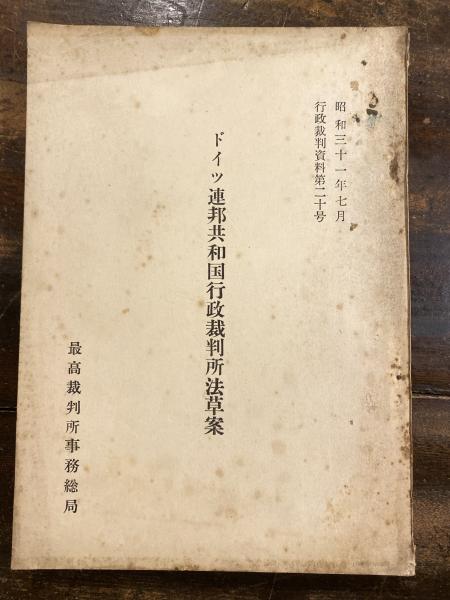 昭和三十一年七月
行政裁判資料第二十号
ドイツ連邦共和国行政裁判所法草案
最高裁判所事務総局